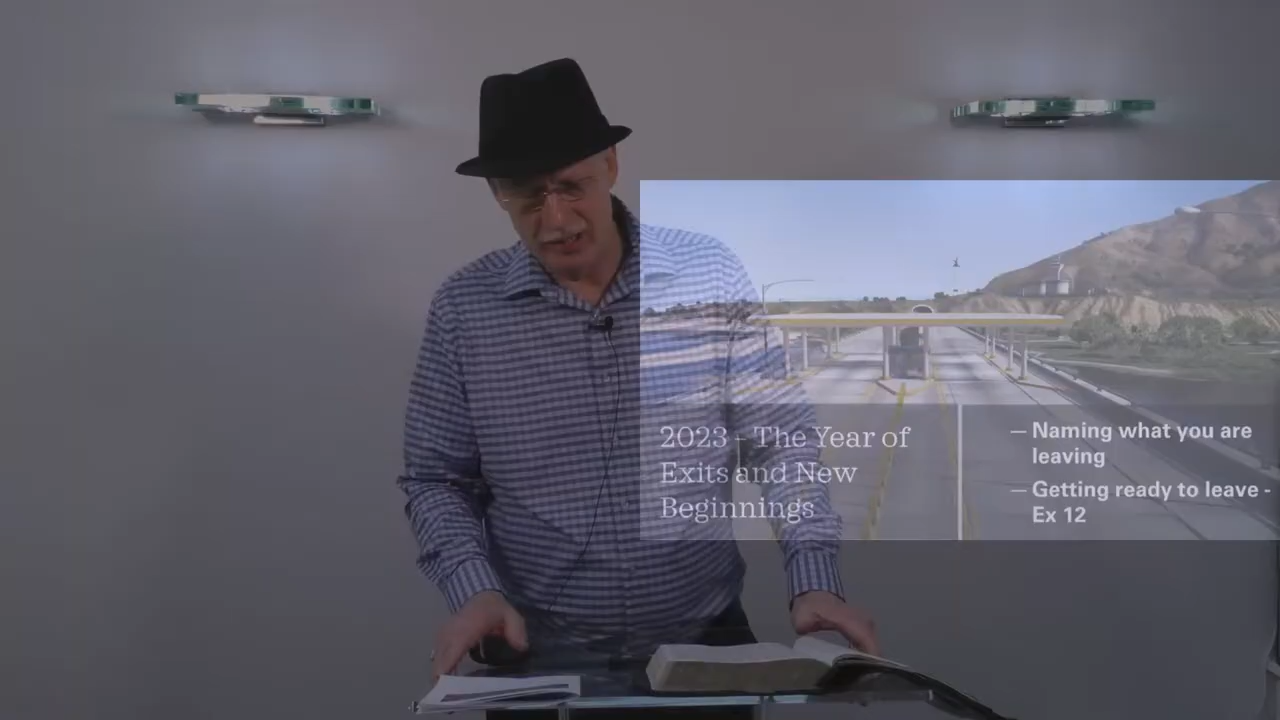 2023 - The Year of
Exits and New
Beginnings
— Naming what you are
leaving
— Getting ready to leave -
Ex 12